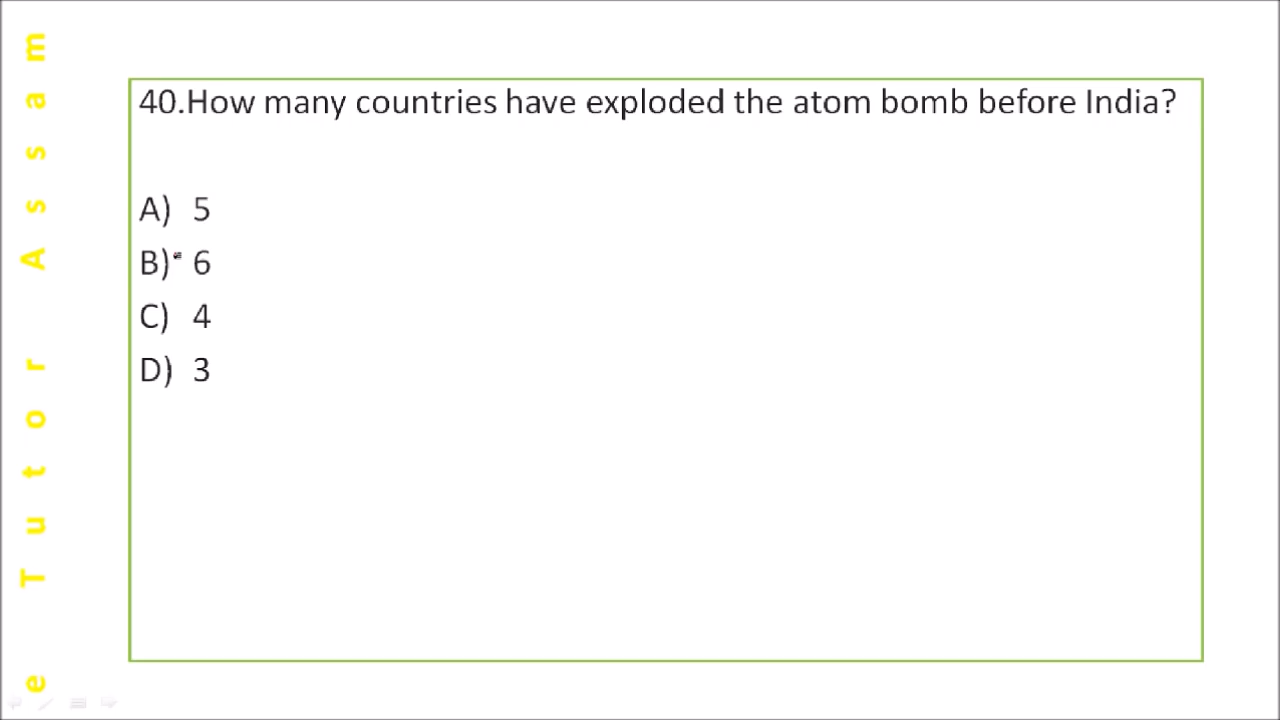 e Tutor Assam
40.How many countries have exploded the atom bomb before India?
A) 5
B) 6
C) 4
D) 3